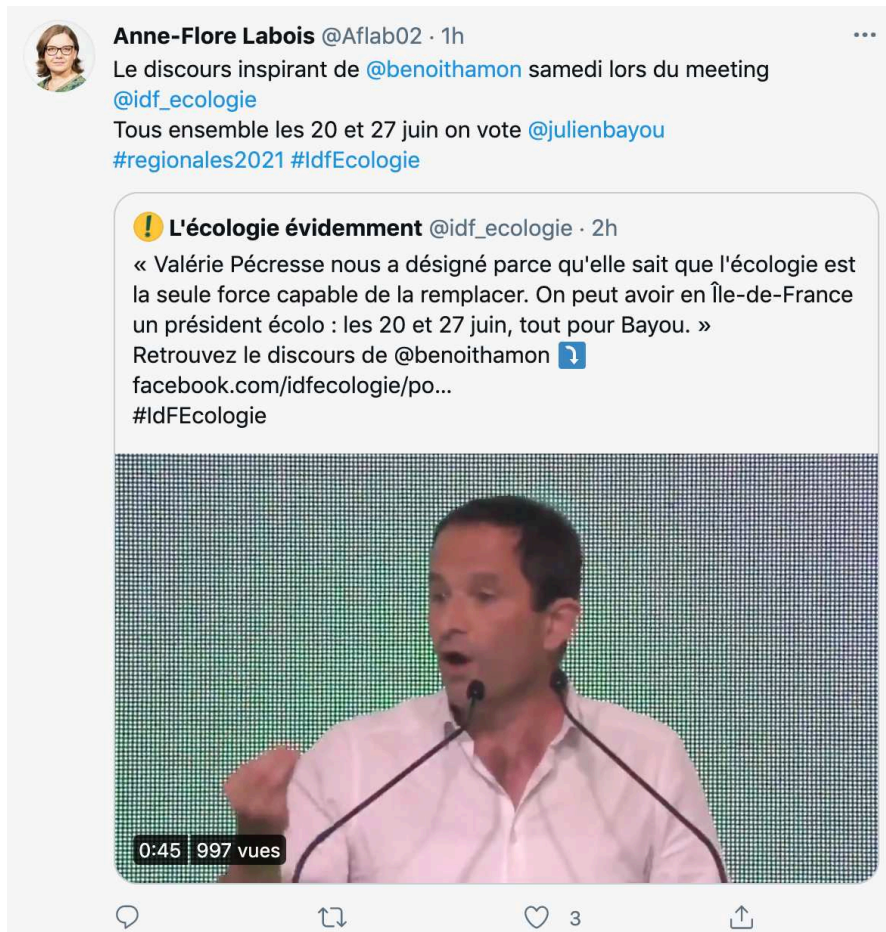 Anne-Flore Labois @Aflab02 · 1h
Le discours inspirant de @benoithamon samedi lors du meeting
@idf_ecologie
Tous ensemble les 20 et 27 juin on vote @julienbayou
#regionales2021 #IdfEcologie
L'écologie évidemment @idf_ecologie · 2h
« Valérie Pécresse nous a désigné parce qu'elle sait que l'écologie est
la seule force capable de la remplacer. On peut avoir en Île-de-France
un président écolo : les 20 et 27 juin, tout pour Bayou. »
Retrouvez le discours de @benoithamon ⤵️
facebook.com/idfecologie/po...
#IdFEcologie
0:45 997 vues
3